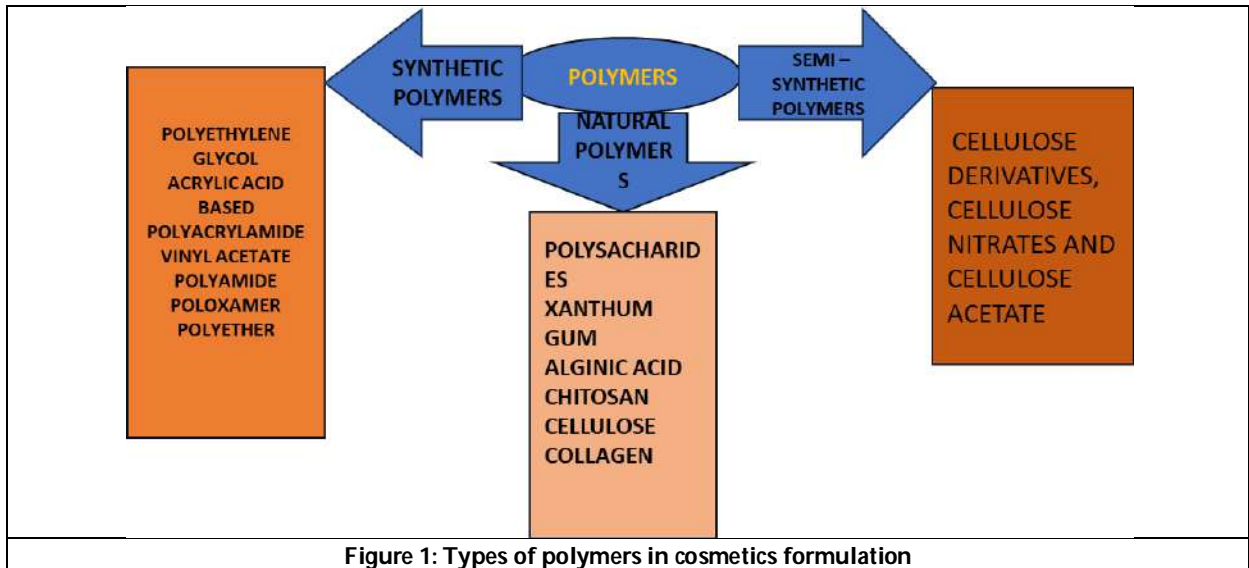 POLYMERS
SYNTHETIC
POLYMERS
POLYETHYLENE
GLYCOL
ACRYLIC ACID
BASED
POLYACRYLAMIDE
VINYL ACETATE
POLYAMIDE
POLOXAMER
POLYETHER
NATURAL
POLYMER
S
POLYSACHARID
ES
XANTHUM
GUM
ALGINIC ACID
CHITOSAN
CELLULOSE
COLLAGEN
SEMI –
SYNTHETIC
POLYMERS
CELLULOSE
DERIVATIVES,
CELLULOSE
NITRATES AND
CELLULOSE
ACETATE
Figure 1: Types of polymers in cosmetics formulation